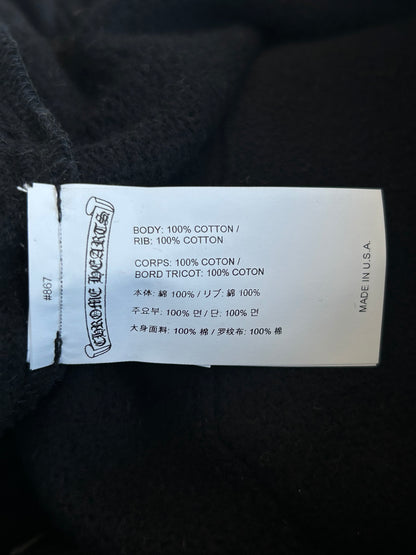 #867
CHROME HEARTS
BODY: 100% COTTON /
RIB: 100% COTTON
CORPS: 100% COTON /
BORD TRICOT: 100% COTON
本体: 綿 100% / リブ: 綿 100%
주요부: 100% 면 / 단: 100% 면
大身面料: 100% 棉 / 罗纹布: 100% 棉
MADE IN U.S.A.